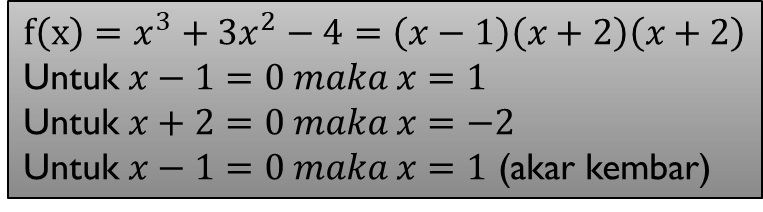 f(x) = x³ + 3x² − 4 = (x − 1)(x + 2)(x + 2)
Untuk x − 1 = 0 maka x = 1
Untuk x + 2 = 0 maka x = −2
Untuk x − 1 = 0 maka x = 1 (akar kembar)